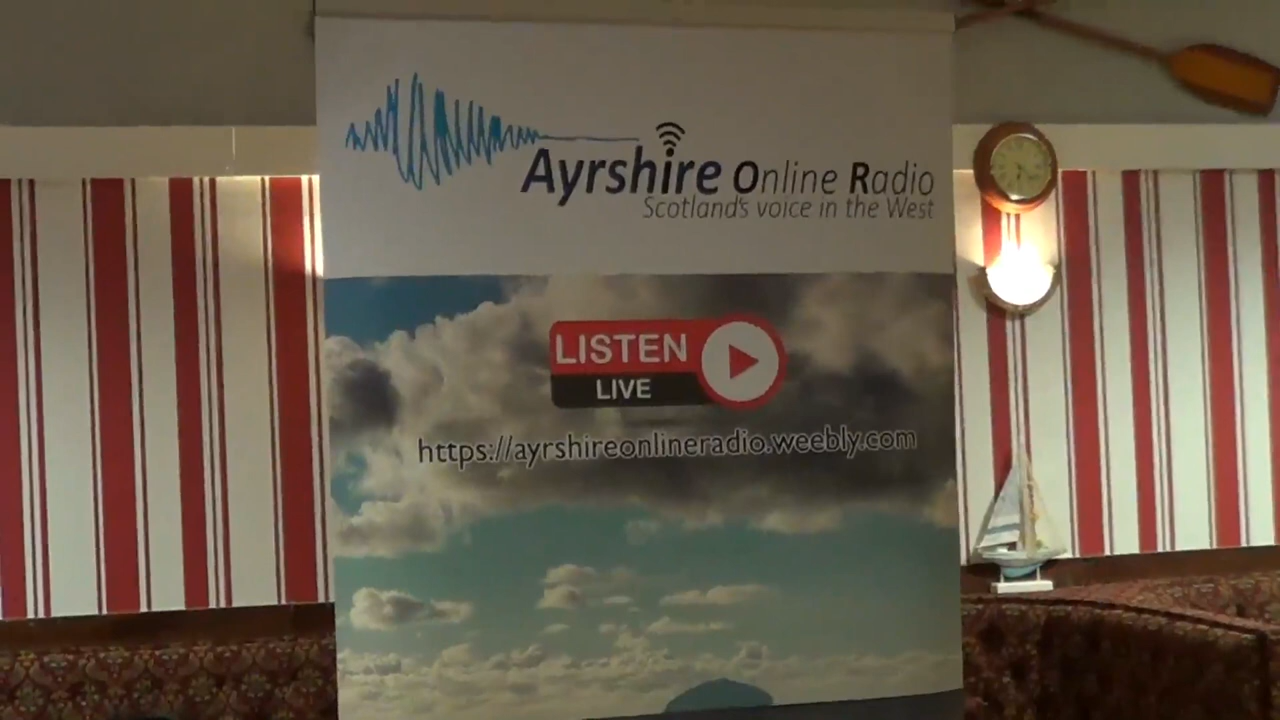 Ayrshire Online Radio
Scotland's voice in the West
LISTEN
LIVE
https://ayrshireonlineradio.weebly.com